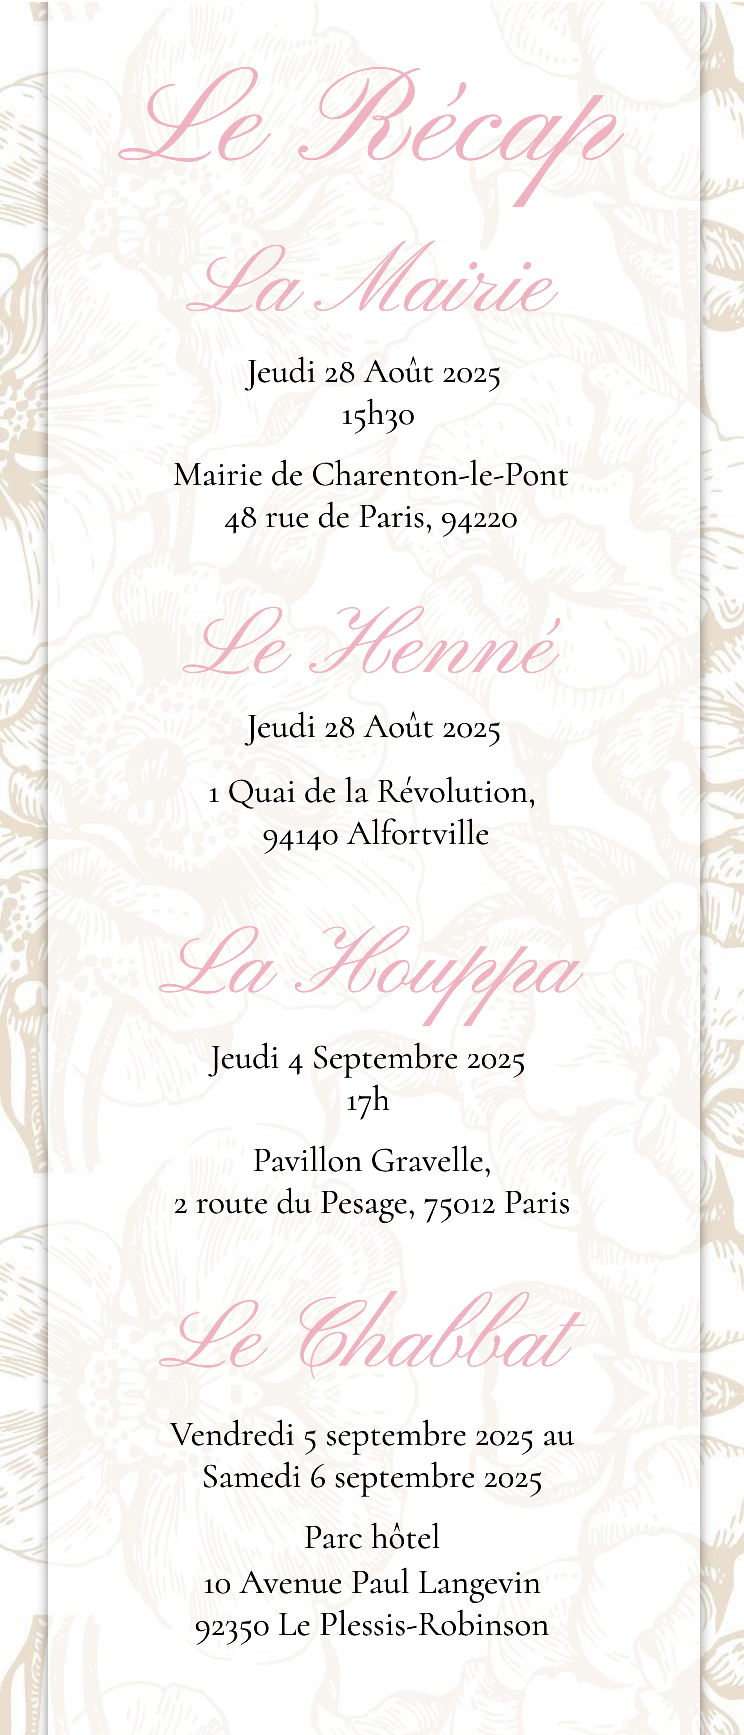 Le Récap
La Mairie
Jeudi 28 Août 2025
15h30
Mairie de Charenton-le-Pont
48 rue de Paris, 94220
Le Henné
Jeudi 28 Août 2025
1 Quai de la Révolution,
94140 Alfortville
La Houppa
Jeudi 4 Septembre 2025
17h
Pavillon Gravelle,
2 route du Pesage, 75012 Paris
Le Chabbat
Vendredi 5 septembre 2025 au
Samedi 6 septembre 2025
Parc hôtel
10 Avenue Paul Langevin
92350 Le Plessis-Robinson